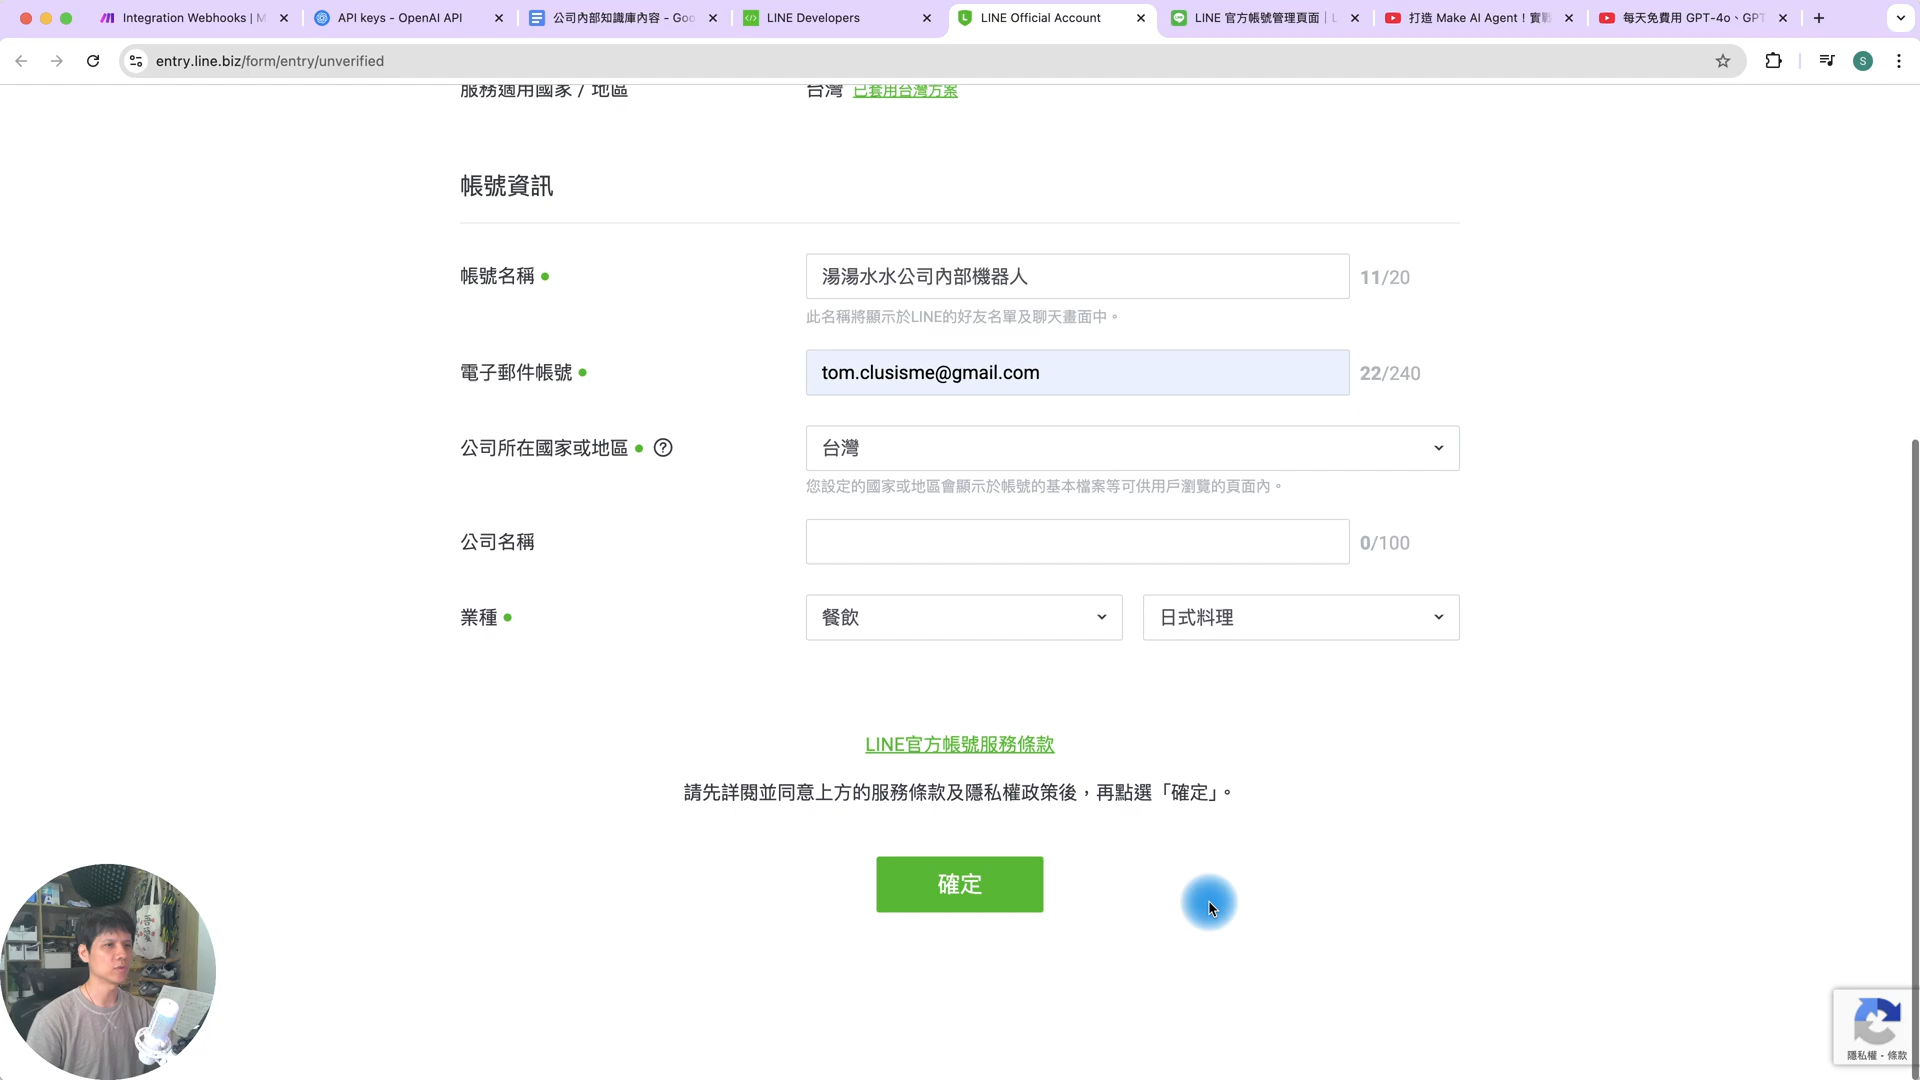 Integration Webhooks | M
API keys - OpenAI API
公司內部知識庫內容 - Goo
LINE Developers
LINE Official Account
LINE 官方帳號管理頁面 | L
打造 Make AI Agent！實戰
每天免費用 GPT-4o、GPT
entry.line.biz/form/entry/unverified
S
服務適用國家 / 地區
台灣 已套用台灣方案
帳號資訊
帳號名稱
湯湯水水公司內部機器人
11/20
此名稱將顯示於LINE的好友名單及聊天畫面中。
電子郵件帳號
tom.clusisme@gmail.com
22/240
公司所在國家或地區
台灣
您設定的國家或地區會顯示於帳號的基本檔案等可供用戶瀏覽的頁面內。
公司名稱
0/100
業種
餐飲
日式料理
LINE官方帳號服務條款
請先詳閱並同意上方的服務條款及隱私權政策後，再點選「確定」。
確定
隱私權 - 條款